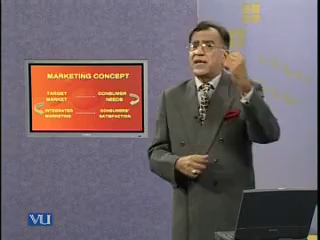 MARKETING CONCEPT
TARGET MARKET
CONSUMER NEEDS
INTEGRATED MARKETING
CONSUMERS' SATISFACTION
VU